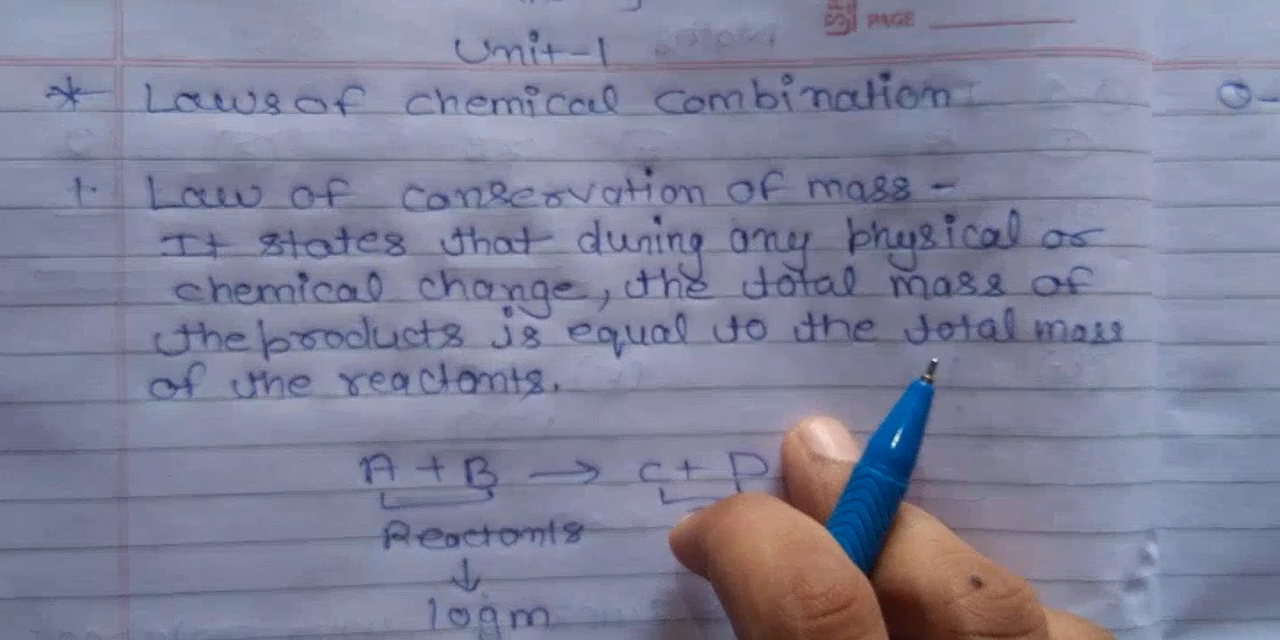 PAGE
Unit-1
* Laws of chemical combination
1. Law of conservation of mass -
It states that during any physical or
chemical change, the total mass of
the products is equal to the total mass
of the reactants.
A + B → C + D
Reactants
↓
10gm